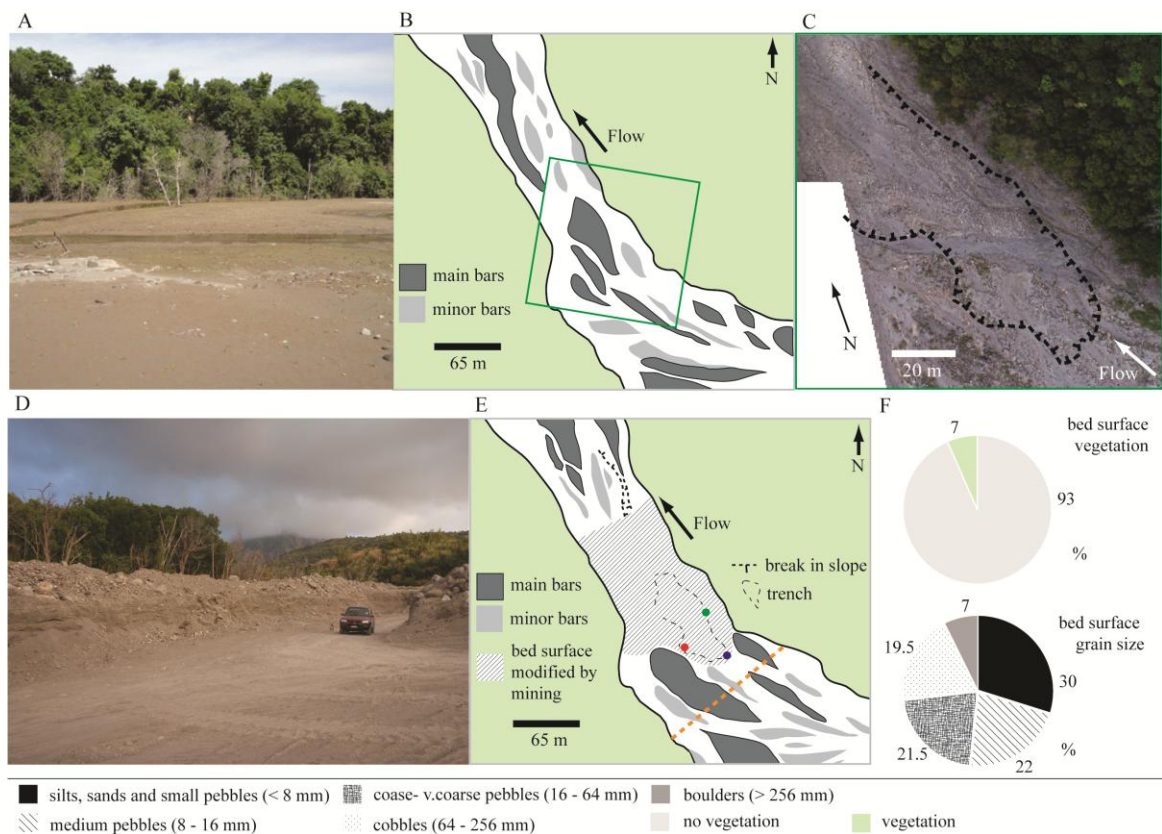 A
B
N
Flow
main bars
minor bars
65 m
C
N
20 m
Flow
D
E
N
Flow
break in slope
trench
main bars
minor bars
bed surface
modified by
mining
65 m
F
7
bed surface
vegetation
93
%
7
bed surface
grain size
19.5
30
21.5
%
22
silts, sands and small pebbles (< 8 mm)
coase- v.coarse pebbles (16 - 64 mm)
boulders (> 256 mm)
medium pebbles (8 - 16 mm)
cobbles (64 - 256 mm)
no vegetation
vegetation